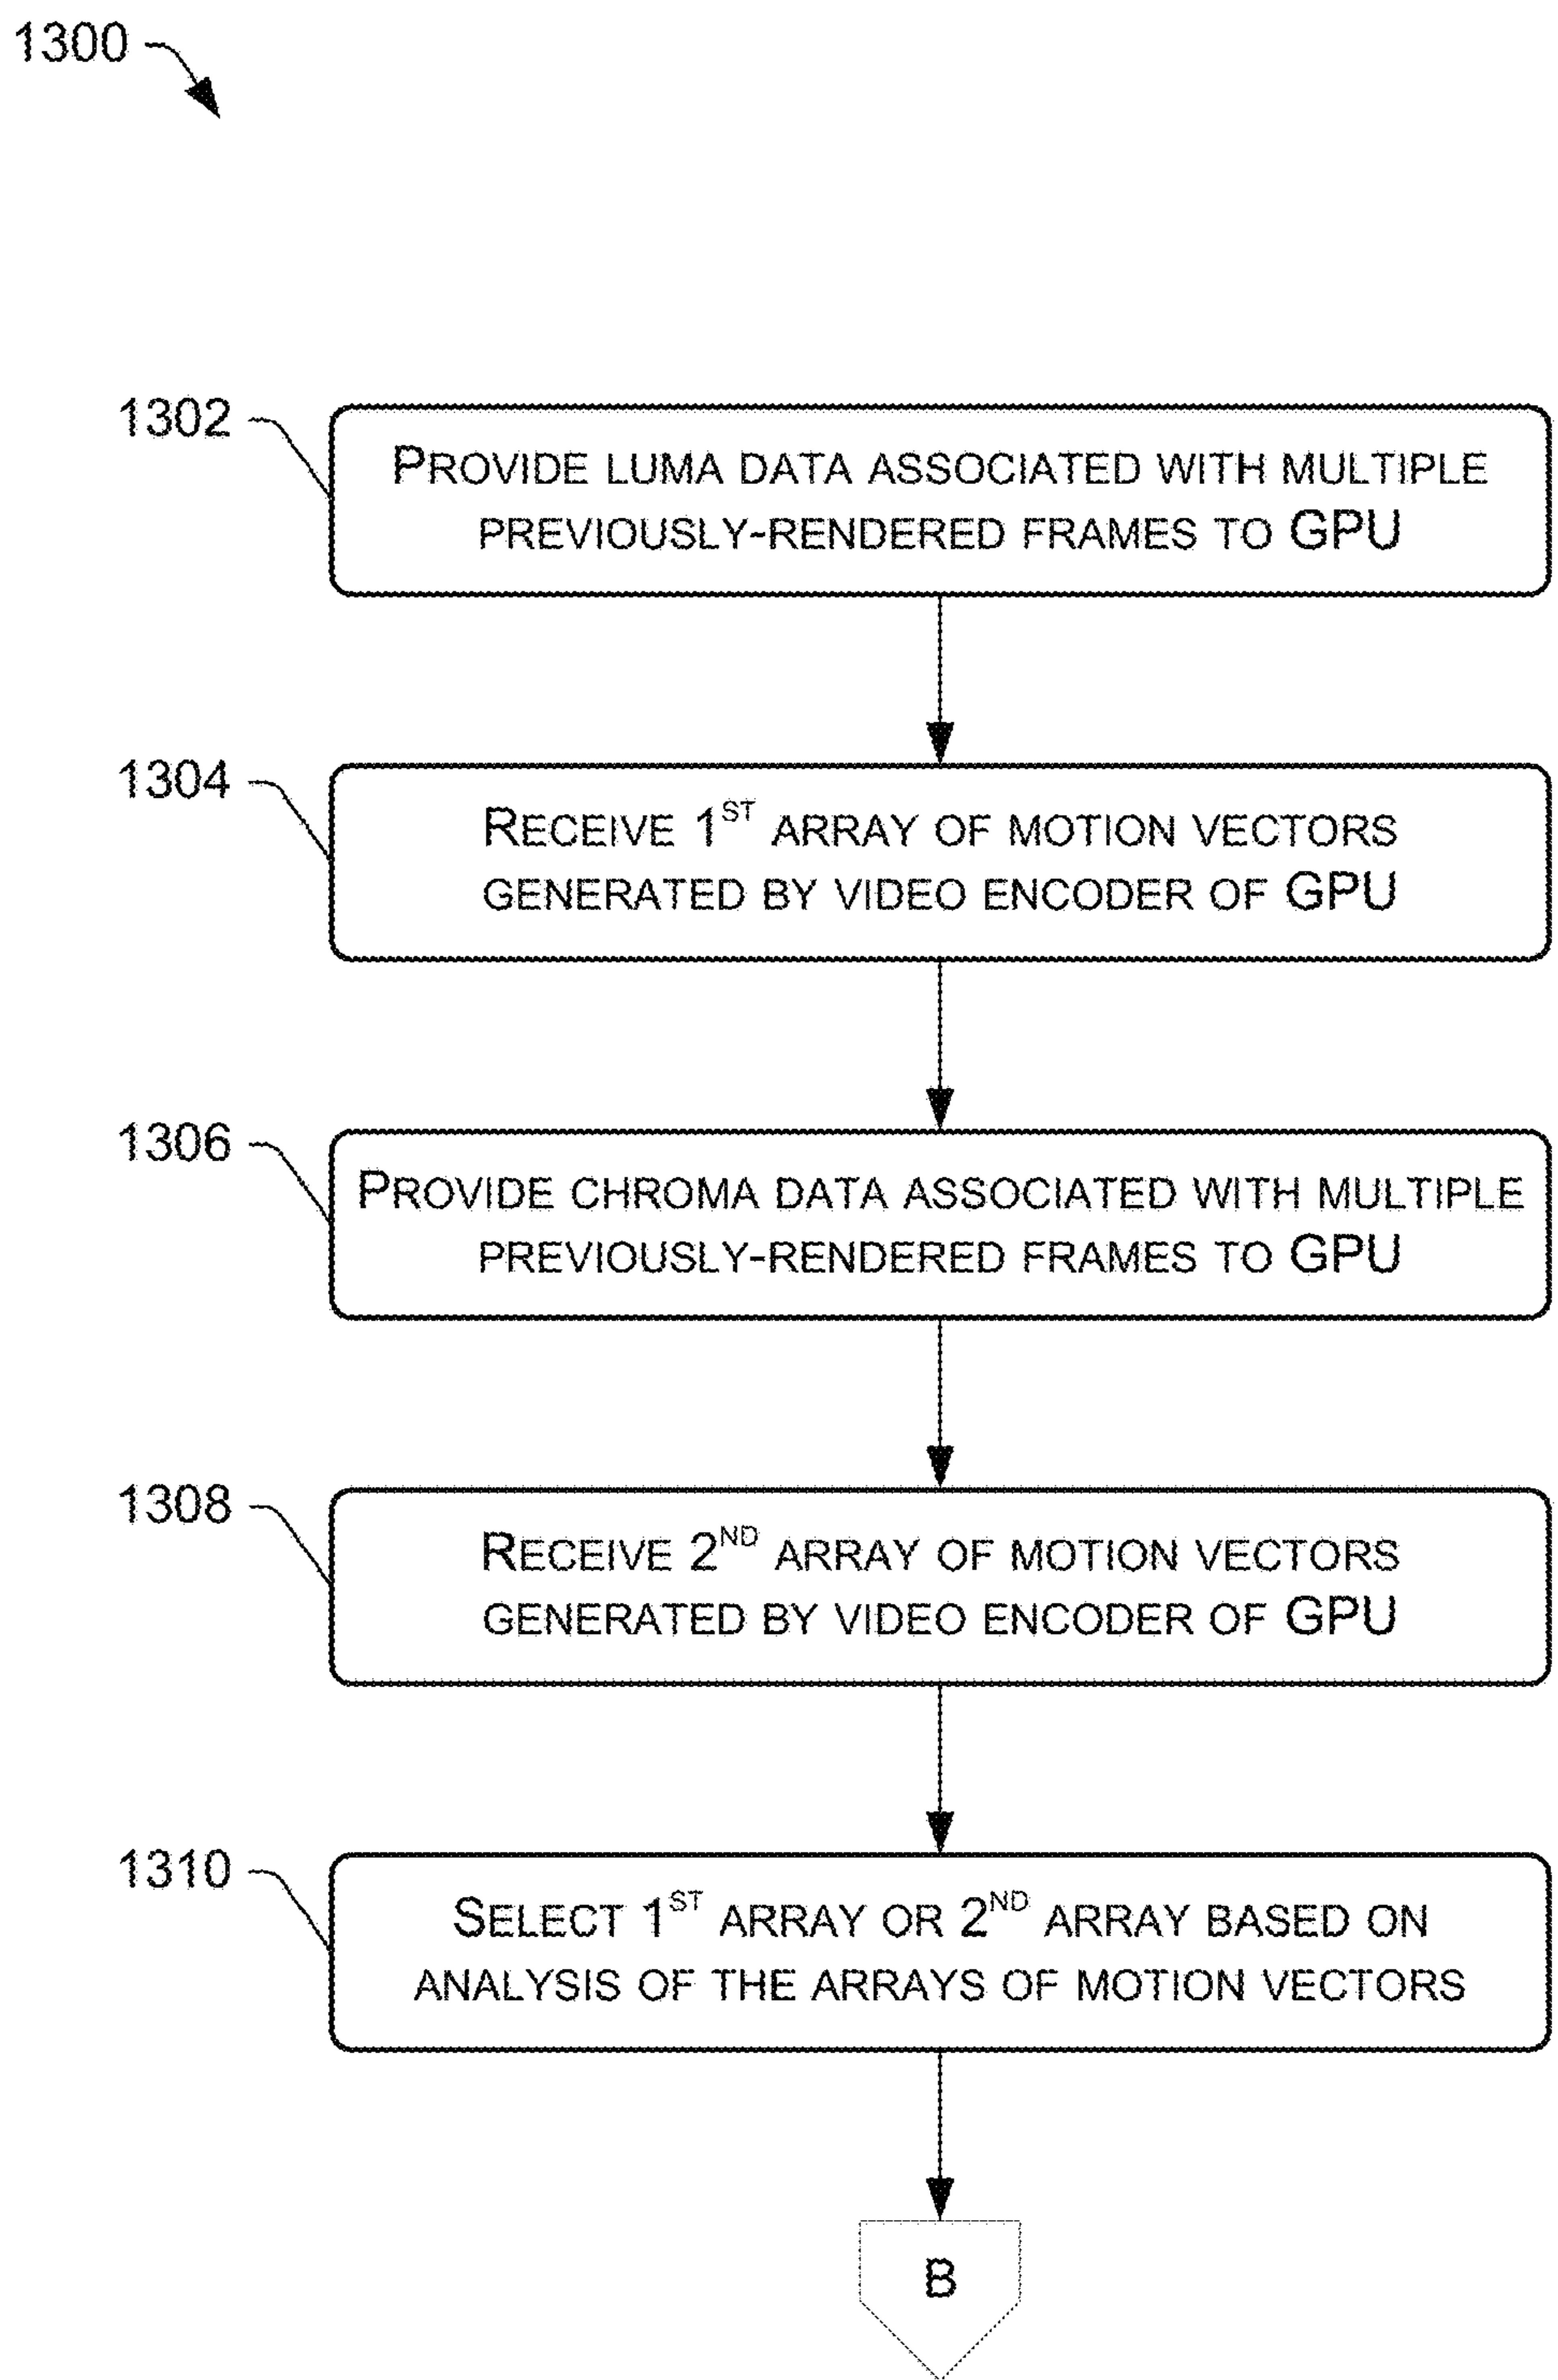 1300
1302
PROVIDE LUMA DATA ASSOCIATED WITH MULTIPLE
PREVIOUSLY-RENDERED FRAMES TO GPU
1304
RECEIVE 1ST ARRAY OF MOTION VECTORS
GENERATED BY VIDEO ENCODER OF GPU
1306
PROVIDE CHROMA DATA ASSOCIATED WITH MULTIPLE
PREVIOUSLY-RENDERED FRAMES TO GPU
1308
RECEIVE 2ND ARRAY OF MOTION VECTORS
GENERATED BY VIDEO ENCODER OF GPU
1310
SELECT 1ST ARRAY OR 2ND ARRAY BASED ON
ANALYSIS OF THE ARRAYS OF MOTION VECTORS
B